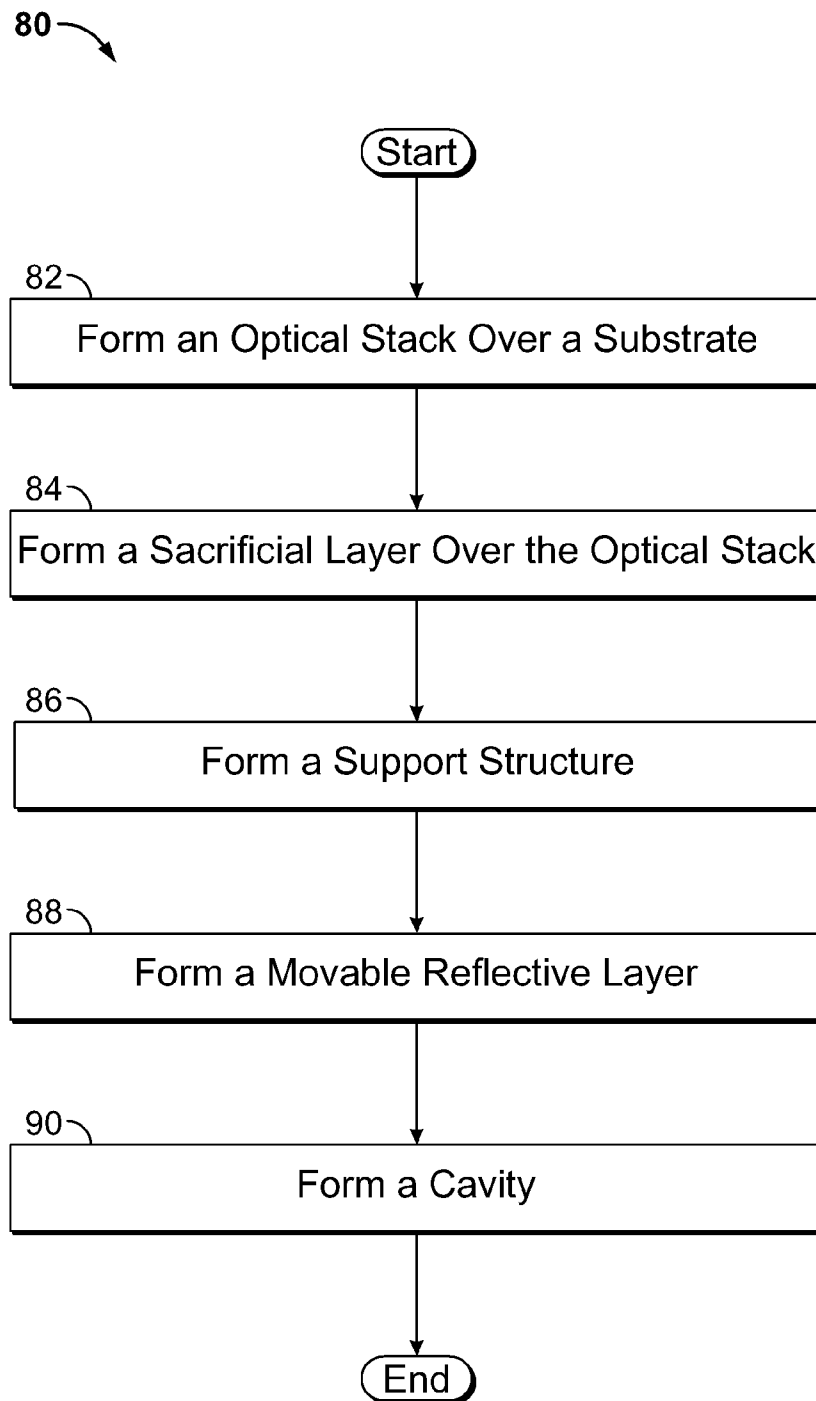 80
Start
82
Form an Optical Stack Over a Substrate
84
Form a Sacrificial Layer Over the Optical Stack
86
Form a Support Structure
88
Form a Movable Reflective Layer
90
Form a Cavity
End